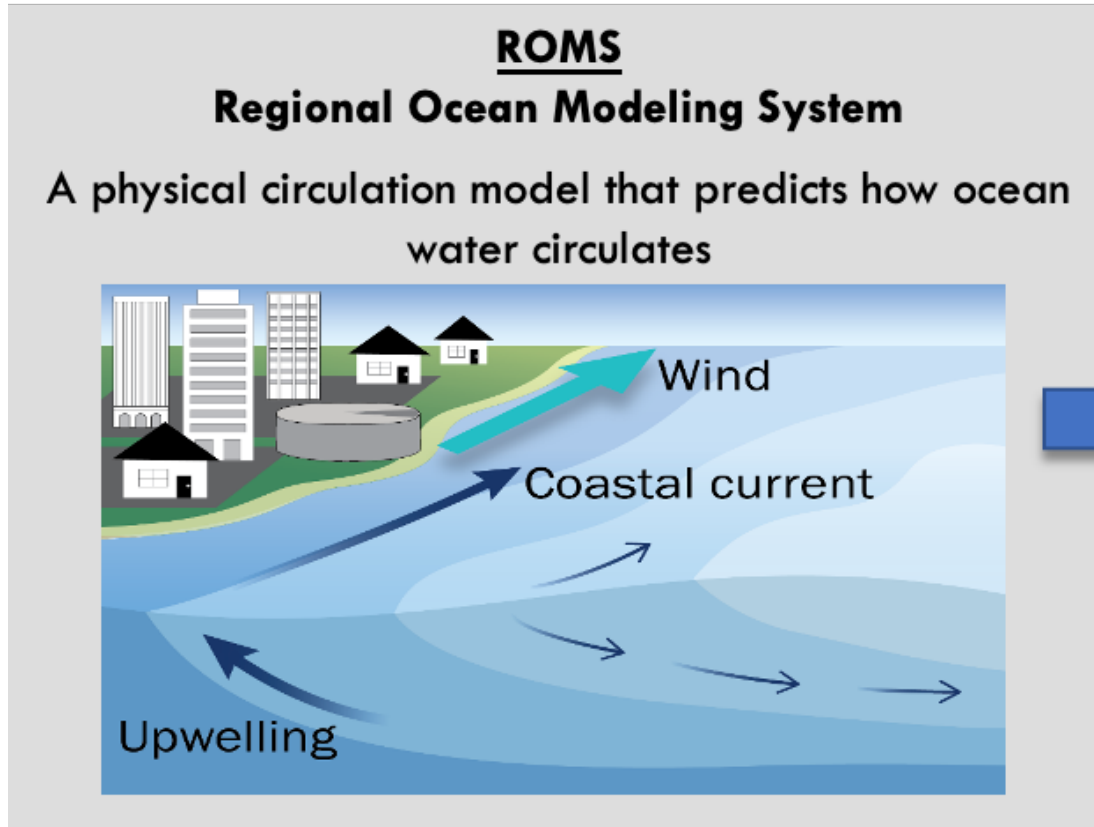 ROMS
Regional Ocean Modeling System
A physical circulation model that predicts how ocean
water circulates
Wind
Coastal current
Upwelling